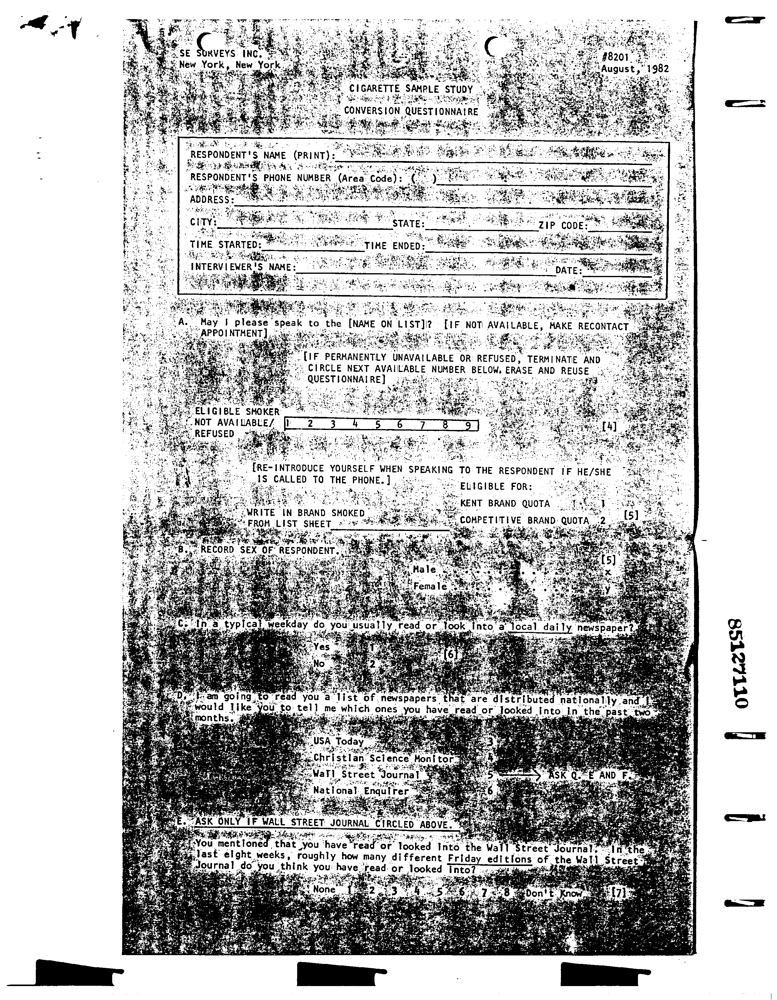 SE SURVEYS INC.
New York, New York
#8201
August, 1982
CIGARETTE SAMPLE STUDY
CONVERSION QUESTIONNAIRE
RESPONDENT'S NAME (PRINT):
RESPONDENT'S PHONE NUMBER (Area Code): ( )
ADDRESS:
CITY: STATE: ZIP CODE:
TIME STARTED: TIME ENDED:
INTERVIEWER'S NAME: DATE:
A. May I please speak to the [NAME ON LIST]? [IF NOT AVAILABLE, MAKE RECONTACT
APPOINTMENT]
[IF PERMANENTLY UNAVAILABLE OR REFUSED, TERMINATE AND
CIRCLE NEXT AVAILABLE NUMBER BELOW, ERASE AND REUSE
QUESTIONNAIRE]
ELIGIBLE SMOKER
NOT AVAILABLE/ 1 2 3 4 5 6 7 8 9 [4]
REFUSED
[RE-INTRODUCE YOURSELF WHEN SPEAKING TO THE RESPONDENT IF HE/SHE
IS CALLED TO THE PHONE.]
ELIGIBLE FOR:
KENT BRAND QUOTA 1
WRITE IN BRAND SMOKED
FROM LIST SHEET
COMPETITIVE BRAND QUOTA 2 [5]
B. RECORD SEX OF RESPONDENT.
[5]
Male x
Female y
C. In a typical weekday do you usually read or look into a local daily newspaper?
Yes 1 [6]
No 2
D. I am going to read you a list of newspapers that are distributed nationally and I
would like you to tell me which ones you have read or looked into in the past two
months.
USA Today 3
Christian Science Monitor 4
Wall Street Journal 5 → ASK Q. E AND F.
National Enquirer 6
E. ASK ONLY IF WALL STREET JOURNAL CIRCLED ABOVE.
You mentioned that you have read or looked into the Wall Street Journal. In the
last eight weeks, roughly how many different Friday editions of the Wall Street
Journal do you think you have read or looked into?
None 1 2 3 4 5 6 7 8 Don't Know [7]
85127110